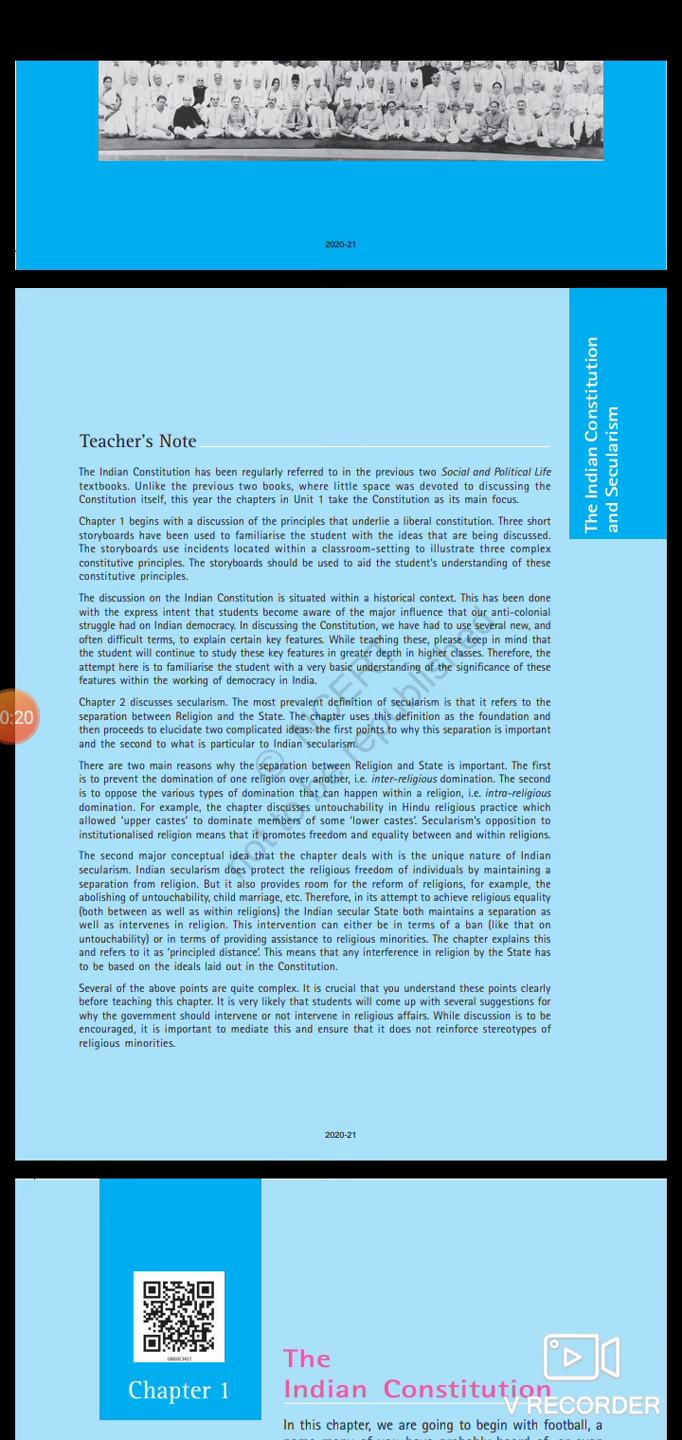 2020-21
The Indian Constitution
and Secularism
Teacher's Note
The Indian Constitution has been regularly referred to in the previous two Social and Political Life
textbooks. Unlike the previous two books, where little space was devoted to discussing the
Constitution itself, this year the chapters in Unit 1 take the Constitution as its main focus.
Chapter 1 begins with a discussion of the principles that underlie a liberal constitution. Three short
storyboards have been used to familiarise the student with the ideas that are being discussed.
The storyboards use incidents located within a classroom-setting to illustrate three complex
constitutive principles. The storyboards should be used to aid the student's understanding of these
constitutive principles.
The discussion on the Indian Constitution is situated within a historical context. This has been done
with the express intent that students become aware of the major influence that our anti-colonial
struggle had on Indian democracy. In discussing the Constitution, we have had to use several new, and
often difficult terms, to explain certain key features. While teaching these, please keep in mind that
the student will continue to study these key features in greater depth in higher classes. Therefore, the
attempt here is to familiarise the student with a very basic understanding of the significance of these
features within the working of democracy in India.
0:20
Chapter 2 discusses secularism. The most prevalent definition of secularism is that it refers to the
separation between Religion and the State. The chapter uses this definition as the foundation and
then proceeds to elucidate two complicated ideas: the first points to why this separation is important
and the second to what is particular to Indian secularism.
There are two main reasons why the separation between Religion and State is important. The first
is to prevent the domination of one religion over another, i.e. inter-religious domination. The second
is to oppose the various types of domination that can happen within a religion, i.e. intra-religious
domination. For example, the chapter discusses untouchability in Hindu religious practice which
allowed 'upper castes' to dominate members of some 'lower castes'. Secularism's opposition to
institutionalised religion means that it promotes freedom and equality between and within religions.
The second major conceptual idea that the chapter deals with is the unique nature of Indian
secularism. Indian secularism does protect the religious freedom of individuals by maintaining a
separation from religion. But it also provides room for the reform of religions, for example, the
abolishing of untouchability, child marriage, etc. Therefore, in its attempt to achieve religious equality
(both between as well as within religions) the Indian secular State both maintains a separation as
well as intervenes in religion. This intervention can either be in terms of a ban (like that on
untouchability) or in terms of providing assistance to religious minorities. The chapter explains this
and refers to it as 'principled distance'. This means that any interference in religion by the State has
to be based on the ideals laid out in the Constitution.
Several of the above points are quite complex. It is crucial that you understand these points clearly
before teaching this chapter. It is very likely that students will come up with several suggestions for
why the government should intervene or not intervene in religious affairs. While discussion is to be
encouraged, it is important to mediate this and ensure that it does not reinforce stereotypes of
religious minorities.
© NCERT
not to be republished
2020-21
0860CH01
Chapter 1
The
Indian Constitution
V RECORDER
In this chapter, we are going to begin with football, a